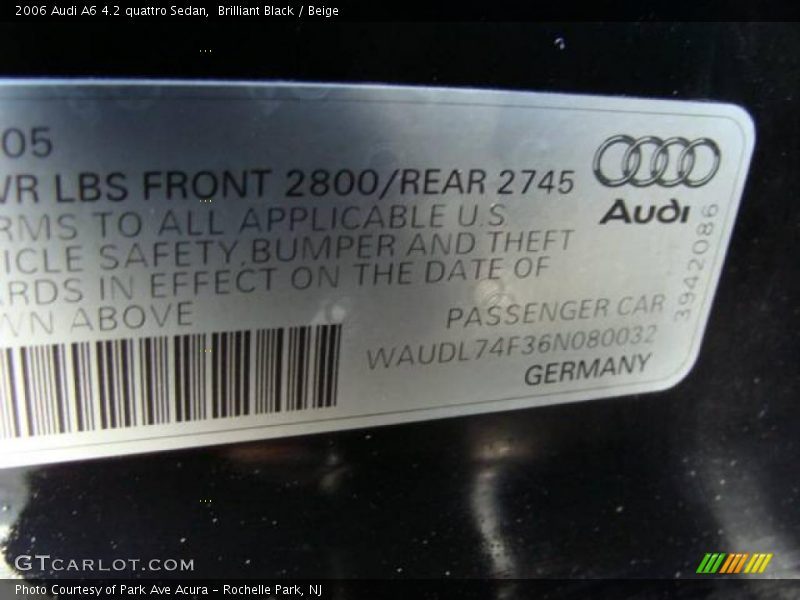 2006 Audi A6 4.2 quattro Sedan,  Brilliant Black / Beige
05
WR LBS FRONT 2800/REAR 2745
RMS TO ALL APPLICABLE U.S
ICLE SAFETY, BUMPER AND THEFT
ARDS IN EFFECT ON THE DATE OF
WN ABOVE
Audi
3942086
PASSENGER CAR
WAUDL74F36N080032
GERMANY
GTCARLOT.COM
Photo Courtesy of Park Ave Acura - Rochelle Park, NJ